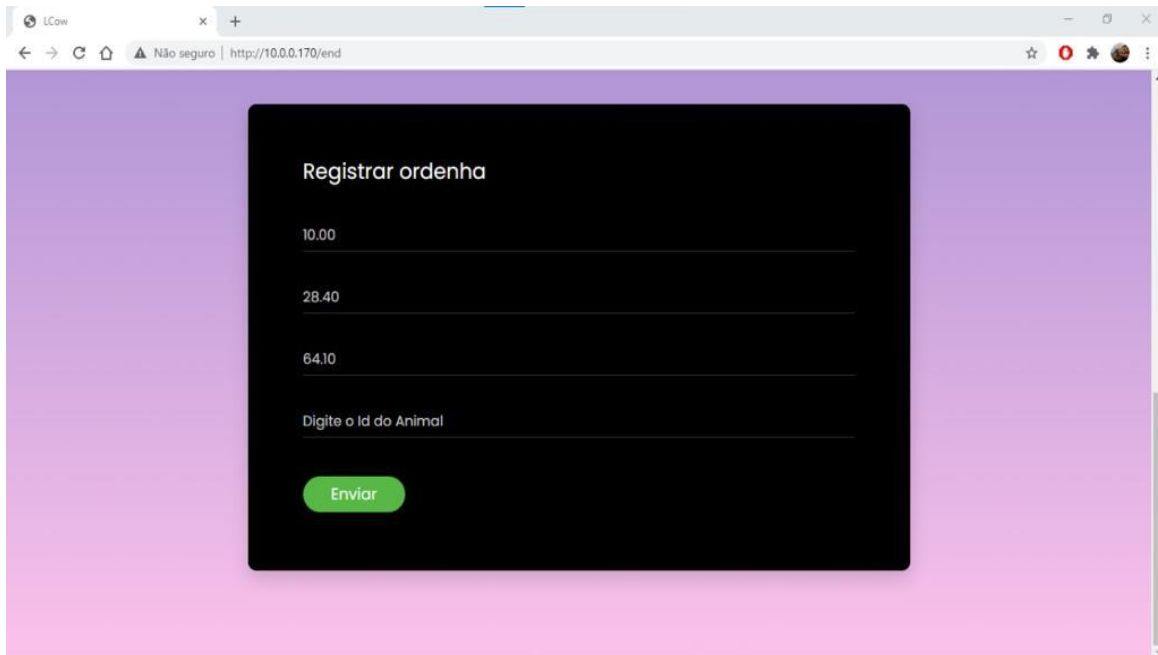 LCow
Não seguro | http://10.0.0.170/end
Registrar ordenha
10.00
28.40
64.10
Digite o Id do Animal
Enviar